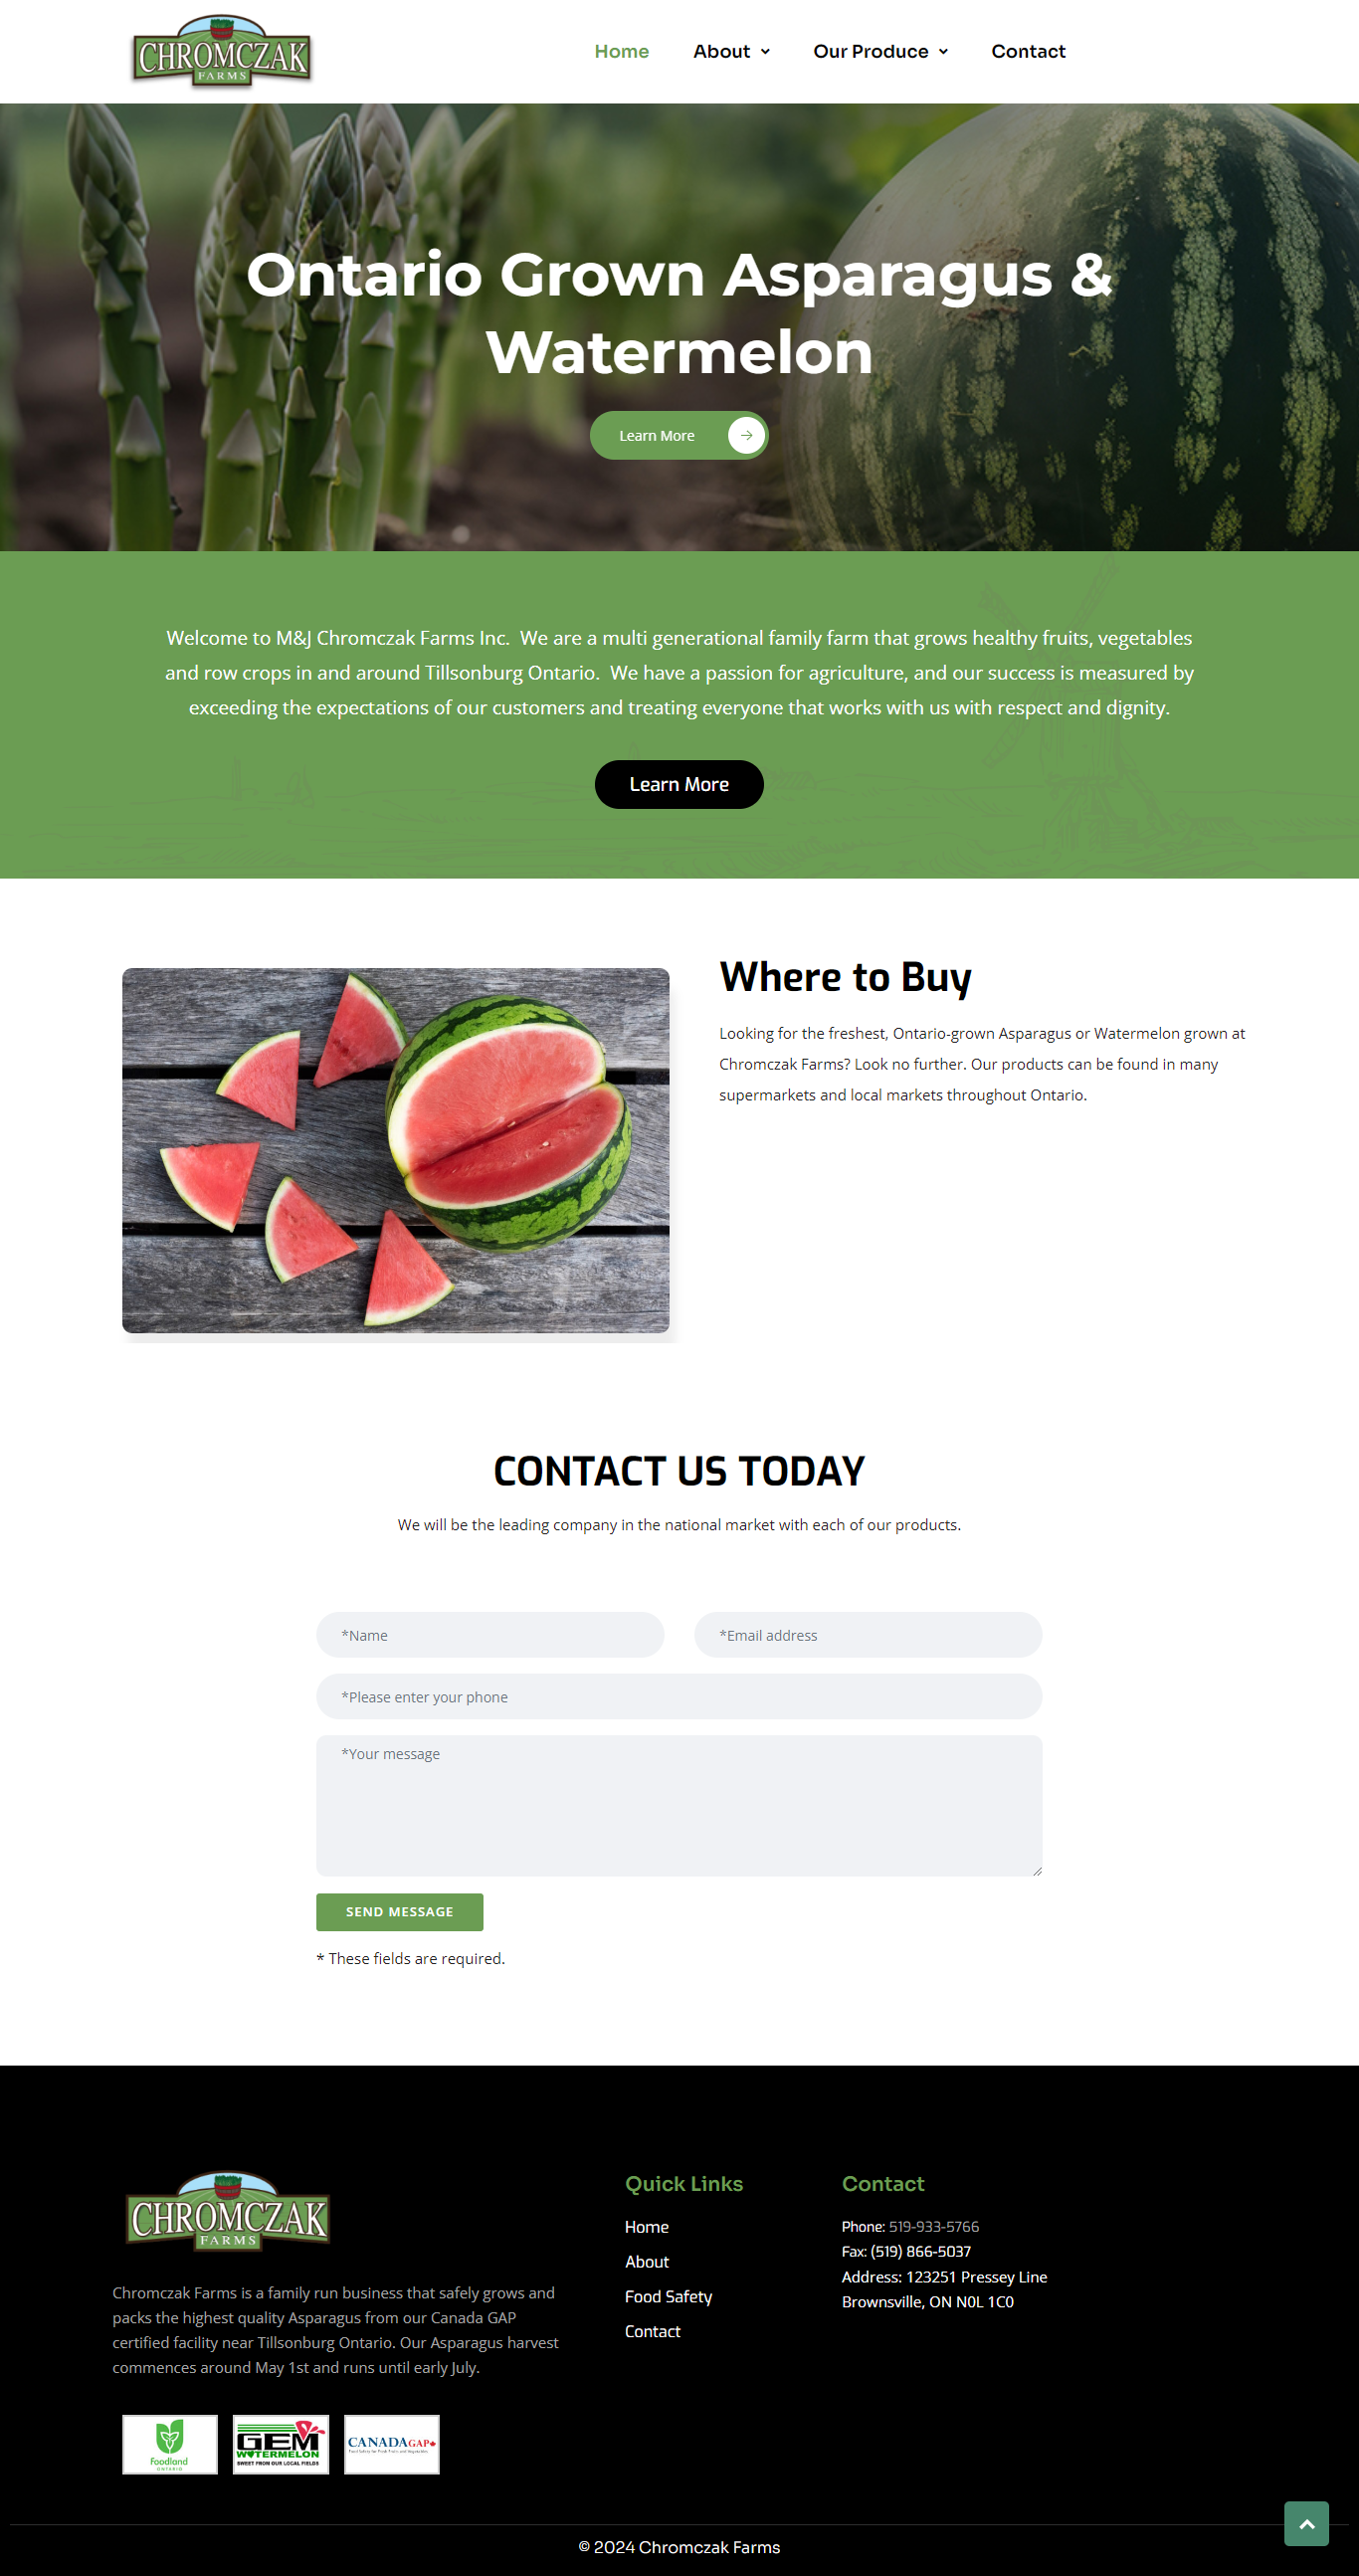 CHROMCZAK
FARMS
Home About Our Produce Contact
Ontario Grown Asparagus &
Watermelon
Learn More
Welcome to M&J Chromczak Farms Inc.  We are a multi generational family farm that grows healthy fruits, vegetables
and row crops in and around Tillsonburg Ontario.  We have a passion for agriculture, and our success is measured by
exceeding the expectations of our customers and treating everyone that works with us with respect and dignity.
Learn More
Where to Buy
Looking for the freshest, Ontario-grown Asparagus or Watermelon grown at
Chromczak Farms? Look no further. Our products can be found in many
supermarkets and local markets throughout Ontario.
CONTACT US TODAY
We will be the leading company in the national market with each of our products.
*Name
*Email address
*Please enter your phone
*Your message
SEND MESSAGE
* These fields are required.
CHROMCZAK
FARMS
Chromczak Farms is a family run business that safely grows and
packs the highest quality Asparagus from our Canada GAP
certified facility near Tillsonburg Ontario. Our Asparagus harvest
commences around May 1st and runs until early July.
Foodland
ONTARIO
GEM
WATERMELON
SWEET FROM OUR LOCAL FIELDS
CANADAGAP
Food Safety for Fresh Fruits and Vegetables
Quick Links
Home
About
Food Safety
Contact
Contact
Phone: 519-933-5766
Fax: (519) 866-5037
Address: 123251 Pressey Line
Brownsville, ON N0L 1C0
© 2024 Chromczak Farms